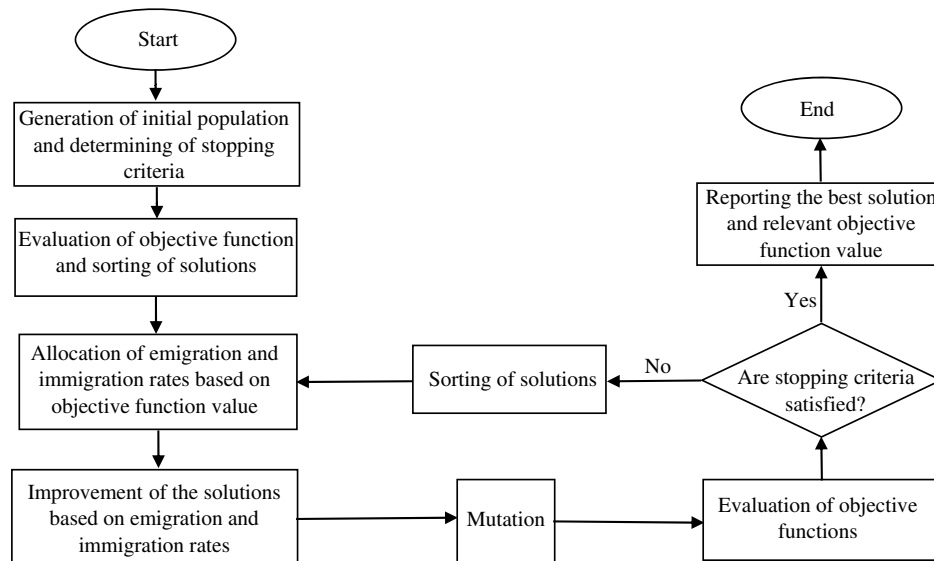 Start
Generation of initial population
and determining of stopping
criteria
Evaluation of objective function
and sorting of solutions
Allocation of emigration and
immigration rates based on
objective function value
Improvement of the solutions
based on emigration and
immigration rates
Mutation
Evaluation of objective
functions
Are stopping criteria
satisfied?
No
Sorting of solutions
Yes
Reporting the best solution
and relevant objective
function value
End